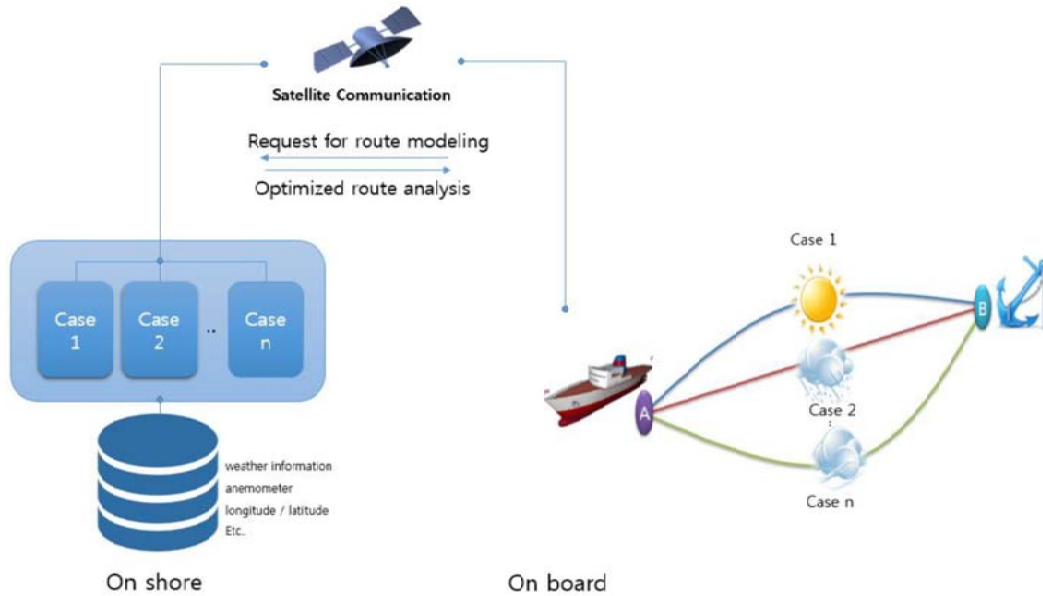 Satellite Communication
Request for route modeling
Optimized route analysis
Case
1
Case
2
..
Case
n
weather information
anemometer
longitude / latitude
Etc..
On shore
Case 1
B
A
Case 2
:
Case n
On board